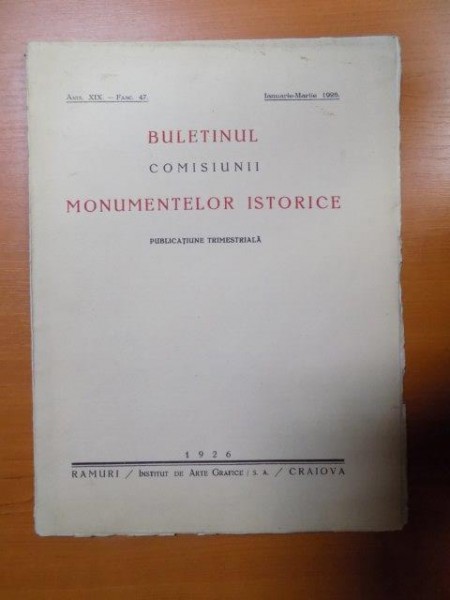 Anul XIX. — Fasc. 47. Ianuarie-Martie 1926.
BULETINUL
COMISIUNII
MONUMENTELOR ISTORICE
PUBLICAȚIUNE TRIMESTRIALĂ
1926
RAMURI / INSTITUT DE ARTE GRAFICE / S. A. / CRAIOVA